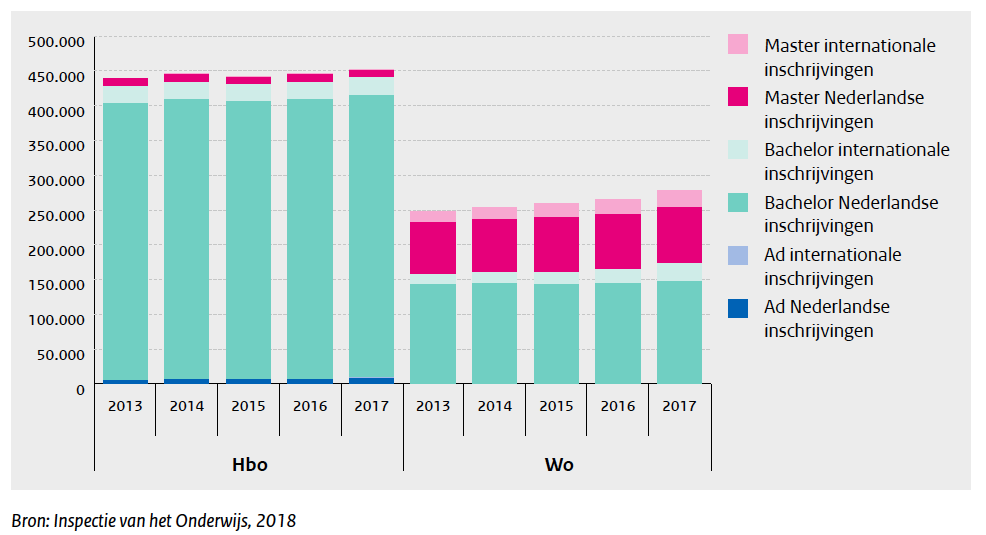 500.000
450.000
400.000
350.000
300.000
250.000
200.000
150.000
100.000
50.000
0
2013 2014 2015 2016 2017 2013 2014 2015 2016 2017
Hbo Wo
Master internationale
inschrijvingen
Master Nederlandse
inschrijvingen
Bachelor internationale
inschrijvingen
Bachelor Nederlandse
inschrijvingen
Ad internationale
inschrijvingen
Ad Nederlandse
inschrijvingen
Bron: Inspectie van het Onderwijs, 2018